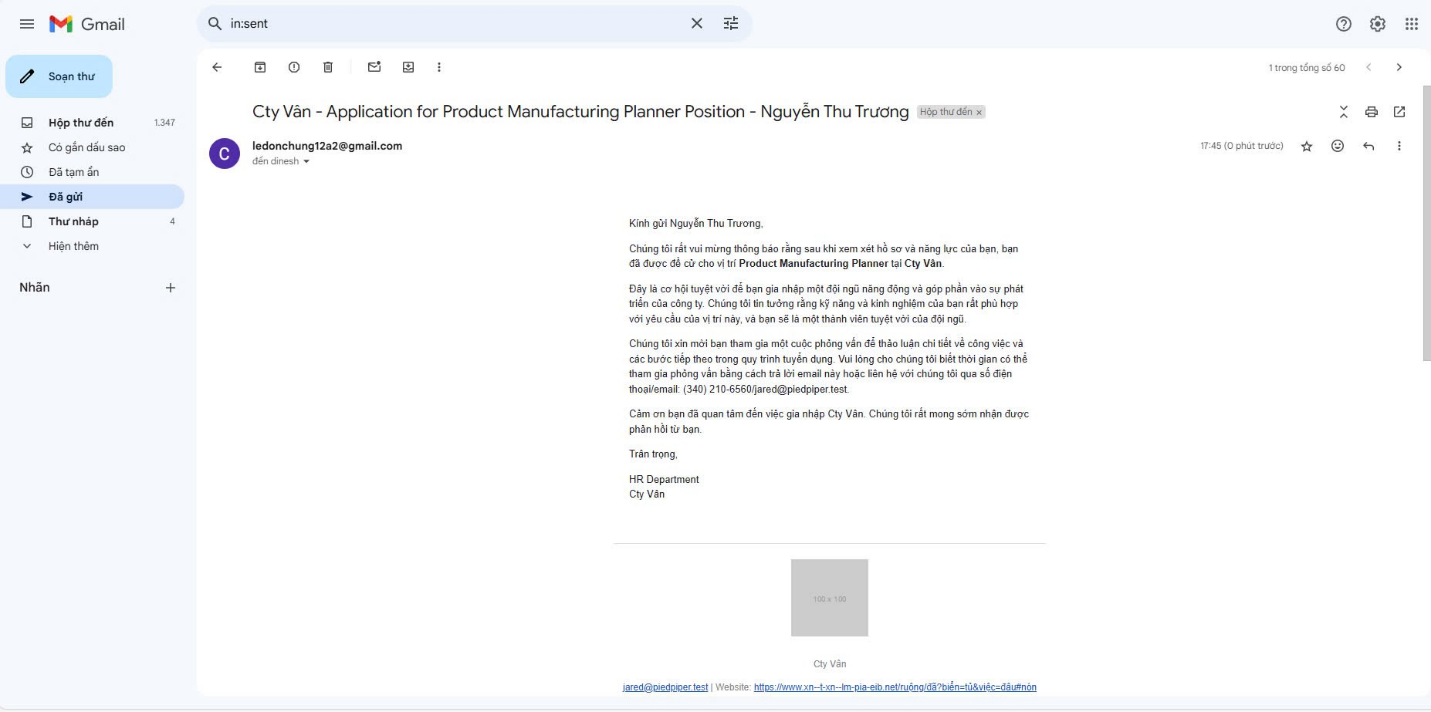 Gmail
in:sent
Soạn thư
1 trong tổng số 60
Hộp thư đến 1.347
Có gắn dấu sao
Đã tạm ẩn
Đã gửi
Thư nháp 4
Hiện thêm
Nhãn
Cty Vân - Application for Product Manufacturing Planner Position - Nguyễn Thu Trương Hộp thư đến ×
C
ledonchung12a2@gmail.com
17:45 (0 phút trước)
đến dinesh
Kính gửi Nguyễn Thu Trương,
Chúng tôi rất vui mừng thông báo rằng sau khi xem xét hồ sơ và năng lực của bạn, bạn
đã được đề cử cho vị trí Product Manufacturing Planner tại Cty Vân.
Đây là cơ hội tuyệt vời để bạn gia nhập một đội ngũ năng động và góp phần vào sự phát
triển của công ty. Chúng tôi tin tưởng rằng kỹ năng và kinh nghiệm của bạn rất phù hợp
với yêu cầu của vị trí này, và bạn sẽ là một thành viên tuyệt vời của đội ngũ.
Chúng tôi xin mời bạn tham gia một cuộc phỏng vấn để thảo luận chi tiết về công việc và
các bước tiếp theo trong quy trình tuyển dụng. Vui lòng cho chúng tôi biết thời gian có thể
tham gia phỏng vấn bằng cách trả lời email này hoặc liên hệ với chúng tôi qua số điện
thoại/email: (340) 210-6560/jared@piedpiper.test.
Cảm ơn bạn đã quan tâm đến việc gia nhập Cty Vân. Chúng tôi rất mong sớm nhận được
phản hồi từ bạn.
Trân trọng,
HR Department
Cty Vân
100 x 100
Cty Vân
jared@piedpiper.test | Website: https://www.xn--t-xn--lm-pia-eib.net/ruộng/đã?biển=tủ&việc=đâu#nón